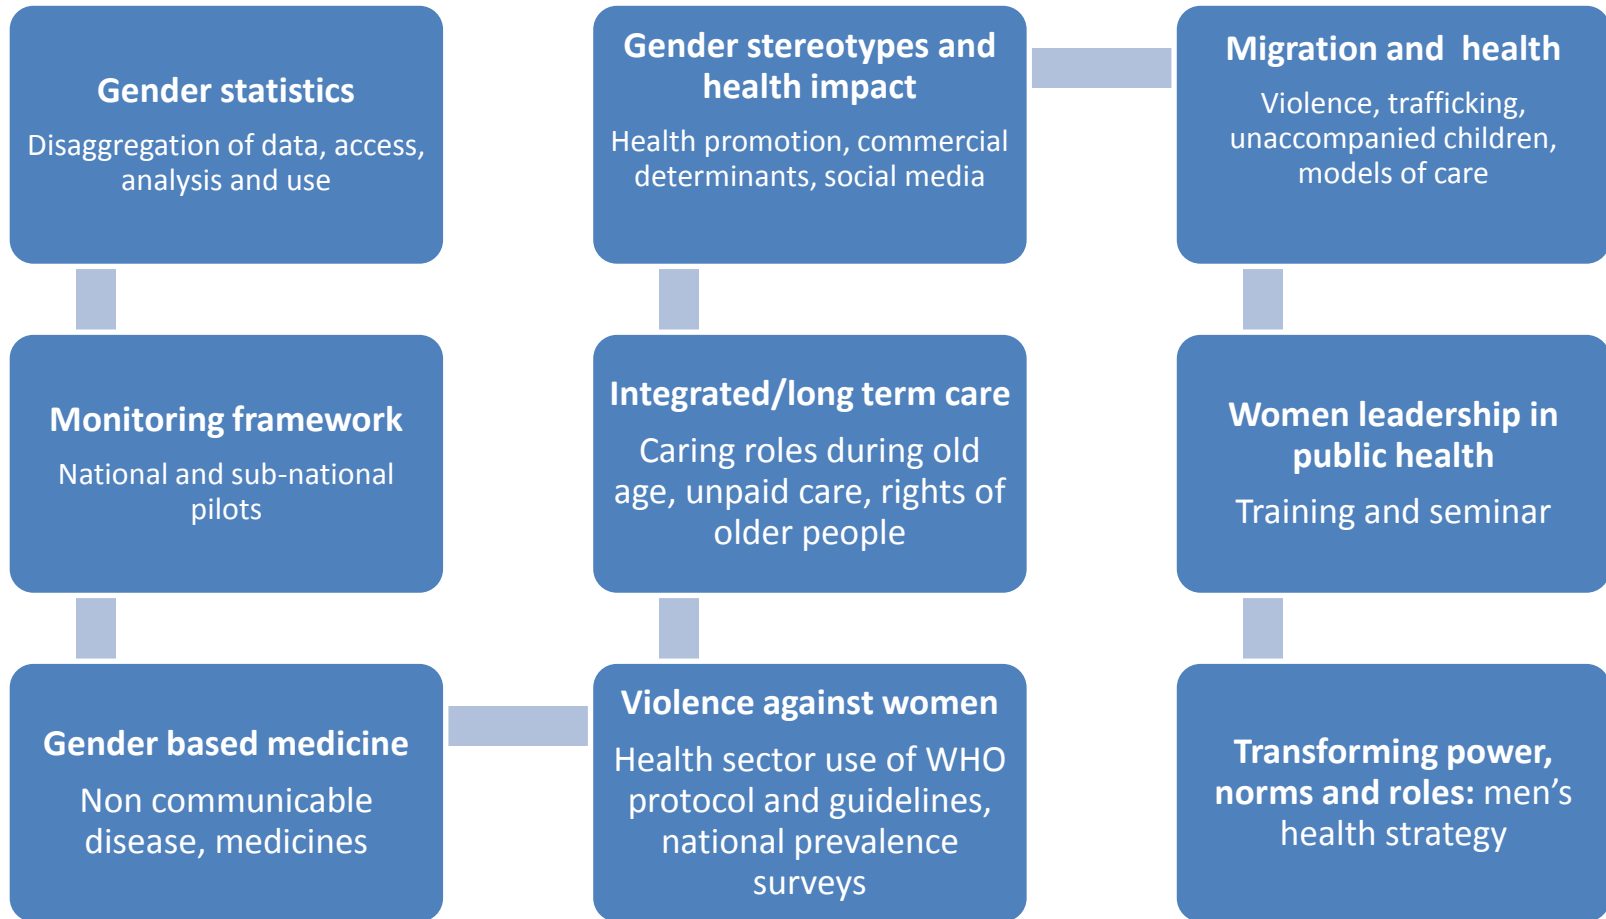 Gender statistics
Disaggregation of data, access,
analysis and use
Monitoring framework
National and sub-national
pilots
Gender based medicine
Non communicable
disease, medicines
Violence against women
Health sector use of WHO
protocol and guidelines,
national prevalence
surveys
Integrated/long term care
Caring roles during old
age, unpaid care, rights of
older people
Gender stereotypes and
health impact
Health promotion, commercial
determinants, social media
Migration and health
Violence, trafficking,
unaccompanied children,
models of care
Women leadership in
public health
Training and seminar
Transforming power,
norms and roles: men’s
health strategy